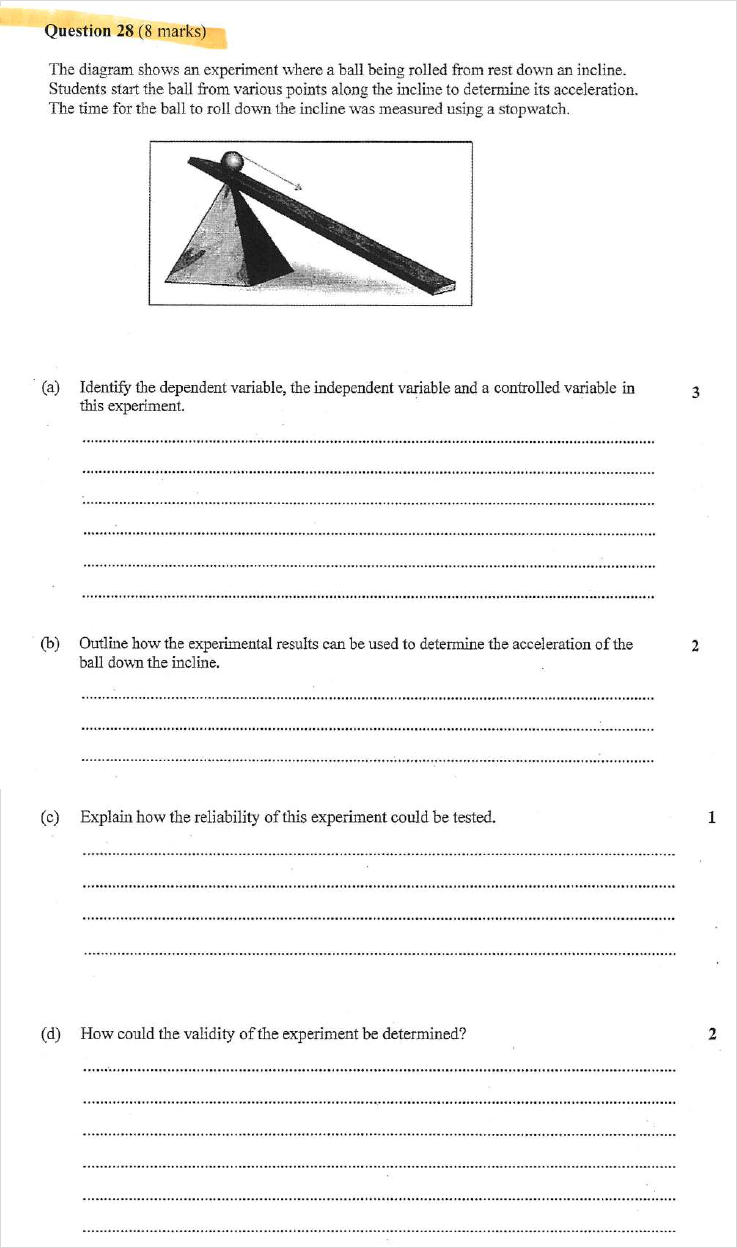 Question 28 (8 marks)
The diagram shows an experiment where a ball being rolled from rest down an incline.
Students start the ball from various points along the incline to determine its acceleration.
The time for the ball to roll down the incline was measured using a stopwatch.
(a) Identify the dependent variable, the independent variable and a controlled variable in 3
this experiment.
(b) Outline how the experimental results can be used to determine the acceleration of the 2
ball down the incline.
(c) Explain how the reliability of this experiment could be tested. 1
(d) How could the validity of the experiment be determined? 2